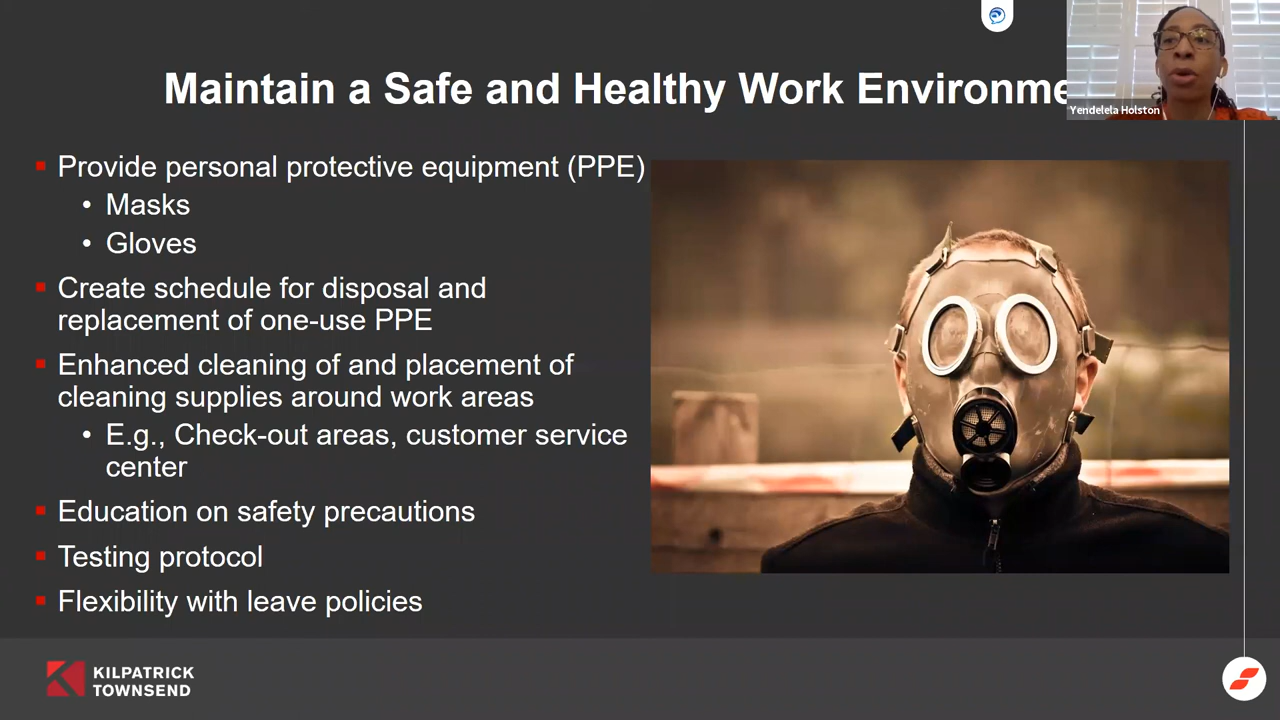 Maintain a Safe and Healthy Work Environme
Yendelela Holston
Provide personal protective equipment (PPE)
• Masks
• Gloves
Create schedule for disposal and
replacement of one-use PPE
Enhanced cleaning of and placement of
cleaning supplies around work areas
• E.g., Check-out areas, customer service
center
Education on safety precautions
Testing protocol
Flexibility with leave policies
KILPATRICK
TOWNSEND